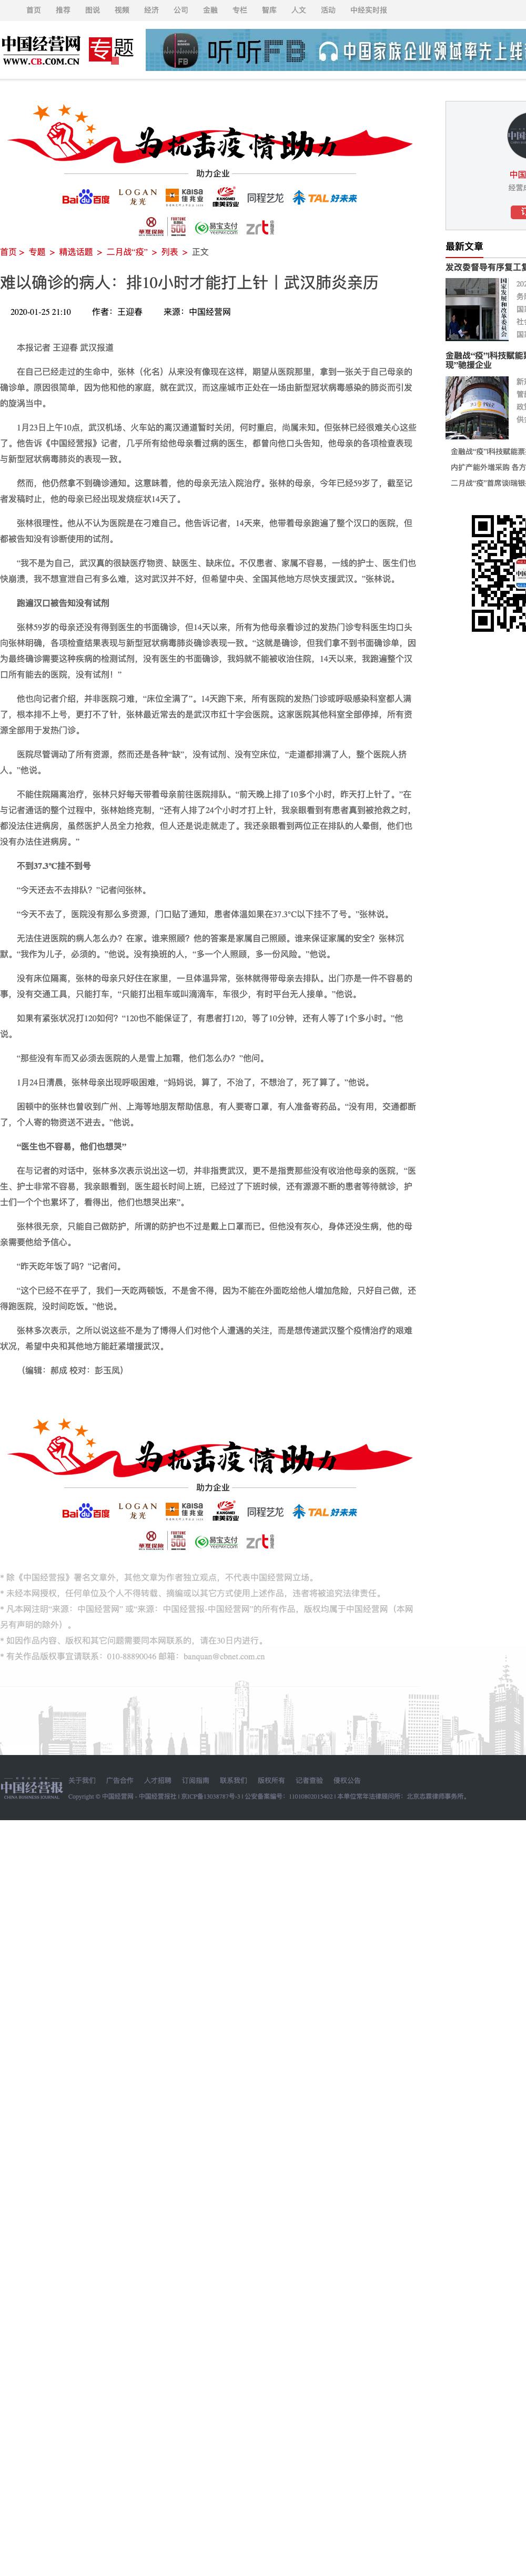 首页 推荐 图说 视频 经济 公司 金融 专栏 智库 人文 活动 中经实时报
中国经营网 专题
WWW.CB.COM.CN
听听FB 中国家族企业领域率先上线
为抗击疫情助力
助力企业
Bai百度 LOGAN 龙光 Kaisa 佳兆业 KANGMEI 康美药业 同程艺龙 TAL 好未来
華夏保險 FORTUNE 500 易宝支付 zrt
首页 > 专题 > 精选话题 > 二月战“疫” > 列表 > 正文
难以确诊的病人：排10小时才能打上针丨武汉肺炎亲历
2020-01-25 21:10 作者：王迎春 来源：中国经营网
本报记者 王迎春 武汉报道
在自己已经走过的生命中，张林（化名）从来没有像现在这样，期望从医院那里，拿到一张关于自己母亲的
确诊单。原因很简单，因为他和他的家庭，就在武汉，而这座城市正处在一场由新型冠状病毒感染的肺炎而引发
的旋涡当中。
1月23日上午10点，武汉机场、火车站的离汉通道暂时关闭，何时重启，尚属未知。但张林已经很难关心这些
了。他告诉《中国经营报》记者，几乎所有给他母亲看过病的医生，都曾向他口头告知，他母亲的各项检查表现
与新型冠状病毒肺炎的表现一致。
然而，他们仍然拿不到确诊通知。这意味着，他的母亲无法入院治疗。张林的母亲，今年已经59岁了，截至记
者发稿时止，他的母亲已经出现发烧症状14天了。
张林很理性。他从不认为医院是在刁难自己。他告诉记者，14天来，他带着母亲跑遍了整个汉口的医院，但
都被告知没有诊断使用的试剂。
“我不是为自己，武汉真的很缺医疗物资、缺医生、缺床位。不仅患者、家属不容易，一线的护士、医生们也
快崩溃，我不想宣泄自己有多么难，这对武汉并不好，但希望中央、全国其他地方尽快支援武汉。”张林说。
跑遍汉口被告知没有试剂
张林59岁的母亲还没有得到医生的书面确诊，但14天以来，所有为他母亲看诊过的发热门诊专科医生均口头
向张林明确，各项检查结果表现与新型冠状病毒肺炎确诊表现一致。“这就是确诊，但我们拿不到书面确诊单，因
为最终确诊需要这种疾病的检测试剂，没有医生的书面确诊，我妈就不能被收治住院，14天以来，我跑遍整个汉
口所有能去的医院，没有试剂！”
他也向记者介绍，并非医院刁难，“床位全满了”。14天跑下来，所有医院的发热门诊或呼吸感染科室都人满
了，根本排不上号，更打不了针，张林最近常去的是武汉市红十字会医院。这家医院其他科室全部停掉，所有资
源全部用于发热门诊。
医院尽管调动了所有资源，然而还是各种“缺”，没有试剂、没有空床位，“走道都排满了人，整个医院人挤
人。”他说。
不能住院隔离治疗，张林只好每天带着母亲前往医院排队。“前天晚上排了10多个小时，昨天打上针了。”在
与记者通话的整个过程中，张林始终克制，“还有人排了24个小时才打上针，我亲眼看到有患者真到被抢救之时，
都没法住进病房，虽然医护人员全力抢救，但人还是说走就走了。我还亲眼看到两位正在排队的人晕倒，他们也
没有办法住进病房。”
不到37.3℃挂不到号
“今天还去不去排队？”记者问张林。
“今天不去了，医院没有那么多资源，门口贴了通知，患者体温如果在37.3°C以下挂不了号。”张林说。
无法住进医院的病人怎么办？在家。谁来照顾？他的答案是家属自己照顾。谁来保证家属的安全？张林沉
默。“我作为儿子，必须的。”他说。没有换班的人，“多一个人照顾，多一份风险。”他说。
没有床位隔离，张林的母亲只好住在家里，一旦体温异常，张林就得带母亲去排队。出门亦是一件不容易的
事，没有交通工具，只能打车，“只能打出租车或叫滴滴车，车很少，有时平台无人接单。”他说。
如果有紧张状况打120如何？“120也不能保证了，有患者打120，等了10分钟，还有人等了1个多小时。”他
说。
“那些没有车而又必须去医院的人是雪上加霜，他们怎么办？”他问。
1月24日清晨，张林母亲出现呼吸困难，“妈妈说，算了，不治了，不想治了，死了算了。”他说。
困顿中的张林也曾收到广州、上海等地朋友帮助信息，有人要寄口罩，有人准备寄药品。“没有用，交通都断
了，个人寄的物资送不进去。”他说。
“医生也不容易，他们也想哭”
在与记者的对话中，张林多次表示说出这一切，并非指责武汉，更不是指责那些没有收治他母亲的医院，“医
生、护士非常不容易，我亲眼看到，医生超长时间上班，已经过了下班时候，还有源源不断的患者等待就诊，护
士们一个个也累坏了，看得出，他们也想哭出来”。
张林很无奈，只能自己做防护，所谓的防护也不过是戴上口罩而已。但他没有灰心，身体还没生病，他的母
亲需要他给予信心。
“昨天吃年饭了吗？”记者问。
“这个已经不在乎了，我们一天吃两顿饭，不是舍不得，因为不能在外面吃给他人增加危险，只好自己做，还
得跑医院，没时间吃饭。”他说。
张林多次表示，之所以说这些不是为了博得人们对他个人遭遇的关注，而是想传递武汉整个疫情治疗的艰难
状况，希望中央和其他地方能赶紧增援武汉。
（编辑：郝成 校对：彭玉凤）
为抗击疫情助力
助力企业
Bai百度 LOGAN 龙光 Kaisa 佳兆业 KANGMEI 康美药业 同程艺龙 TAL 好未来
華夏保險 FORTUNE 500 易宝支付 zrt
* 除《中国经营报》署名文章外，其他文章为作者独立观点，不代表中国经营网立场。
* 未经本网授权，任何单位及个人不得转载、摘编或以其它方式使用上述作品，违者将被追究法律责任。
* 凡本网注明“来源：中国经营网” 或“来源：中国经营报-中国经营网”的所有作品，版权均属于中国经营网（本网
另有声明的除外）。
* 如因作品内容、版权和其它问题需要同本网联系的，请在30日内进行。
* 有关作品版权事宜请联系：010-88890046 邮箱：banquan@cbnet.com.cn
中国
经营
最新文章
发改委督导有序复工复
国家发展和改革委员会
202
务
国
社会
国
金融战“疫”|科技赋能
现”驰援企业
新
管
政
供
金融战“疫”|科技赋能票
内扩产能外增采购 各方
二月战“疫”首席谈|瑞银
中国经营报
CHINA BUSINESS JOURNAL
关于我们 广告合作 人才招聘 订阅指南 联系我们 版权所有 记者查验 侵权公告
Copyright © 中国经营网 - 中国经营报社 | 京ICP备13038787号-3 | 公安备案编号：11010802015402 | 本单位常年法律顾问所：北京志霖律师事务所。